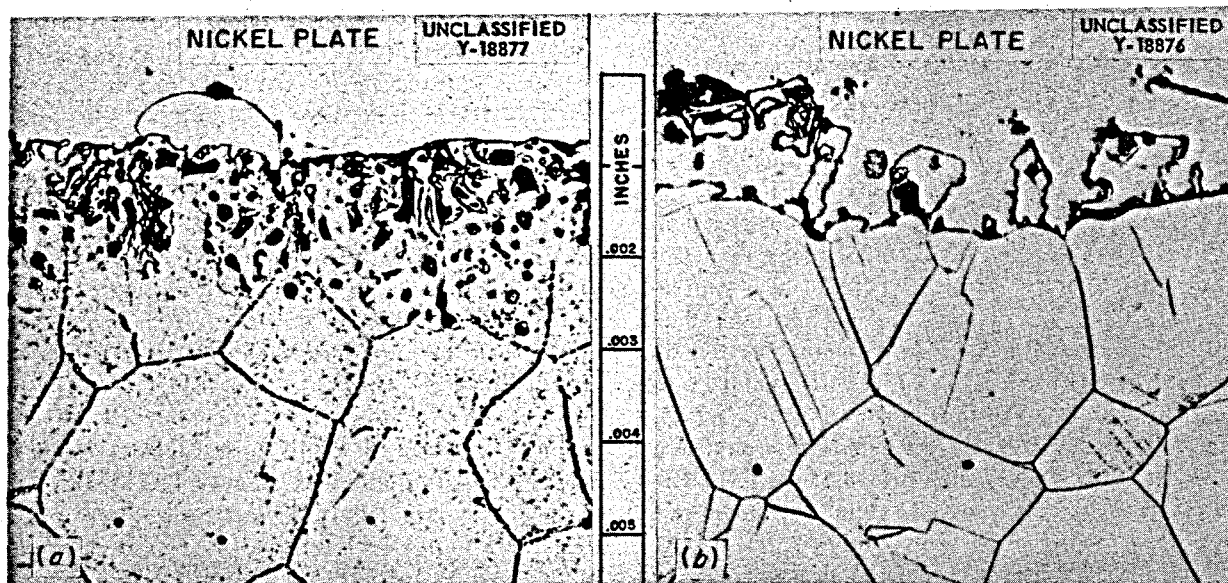 NICKEL PLATE
UNCLASSIFIED
Y-18877
INCHES
.002
.003
.004
.005
(a)
NICKEL PLATE
UNCLASSIFIED
Y-18876
(b)